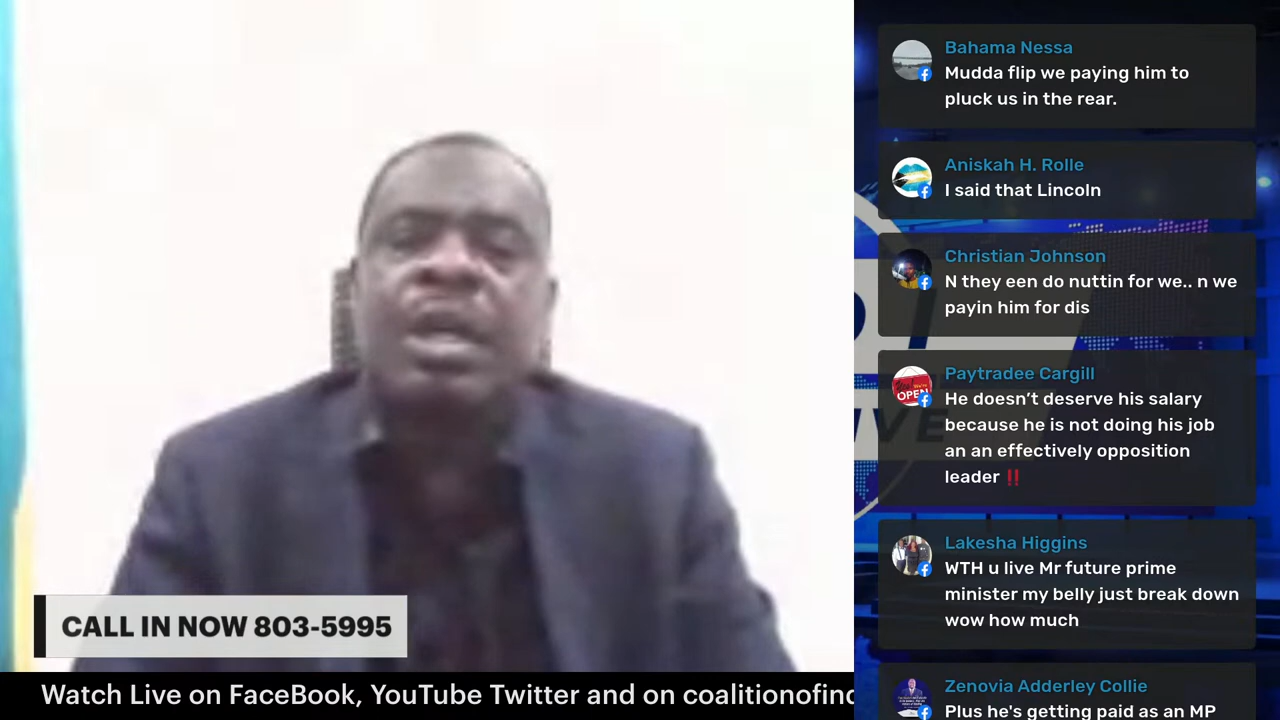 Bahama Nessa
Mudda flip we paying him to
pluck us in the rear.
Aniskah H. Rolle
I said that Lincoln
Christian Johnson
N they een do nuttin for we.. n we
payin him for dis
Paytradee Cargill
OPEN
He doesn’t deserve his salary
because he is not doing his job
an an effectively opposition
leader ‼️
Lakesha Higgins
WTH u live Mr future prime
minister my belly just break down
wow how much
Zenovia Adderley Collie
Plus he's getting paid as an MP
CALL IN NOW 803-5995
Watch Live on FaceBook, YouTube Twitter and on coalitionofind